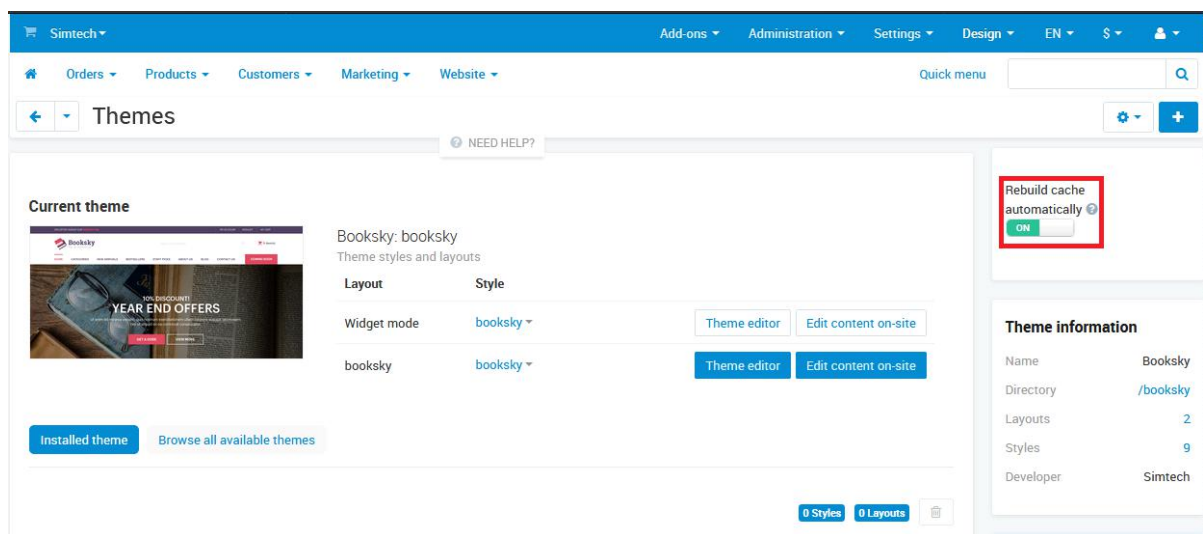 Simtech
Add-ons Administration Settings Design EN $
Orders Products Customers Marketing Website Quick menu
Themes
NEED HELP?
Rebuild cache
automatically
ON
Current theme
Booksky
10% DISCOUNT!
YEAR END OFFERS
Booksky: booksky
Theme styles and layouts
Layout Style
Widget mode booksky Theme editor Edit content on-site
booksky booksky Theme editor Edit content on-site
Installed theme Browse all available themes
0 Styles 0 Layouts
Theme information
Name Booksky
Directory /booksky
Layouts 2
Styles 9
Developer Simtech